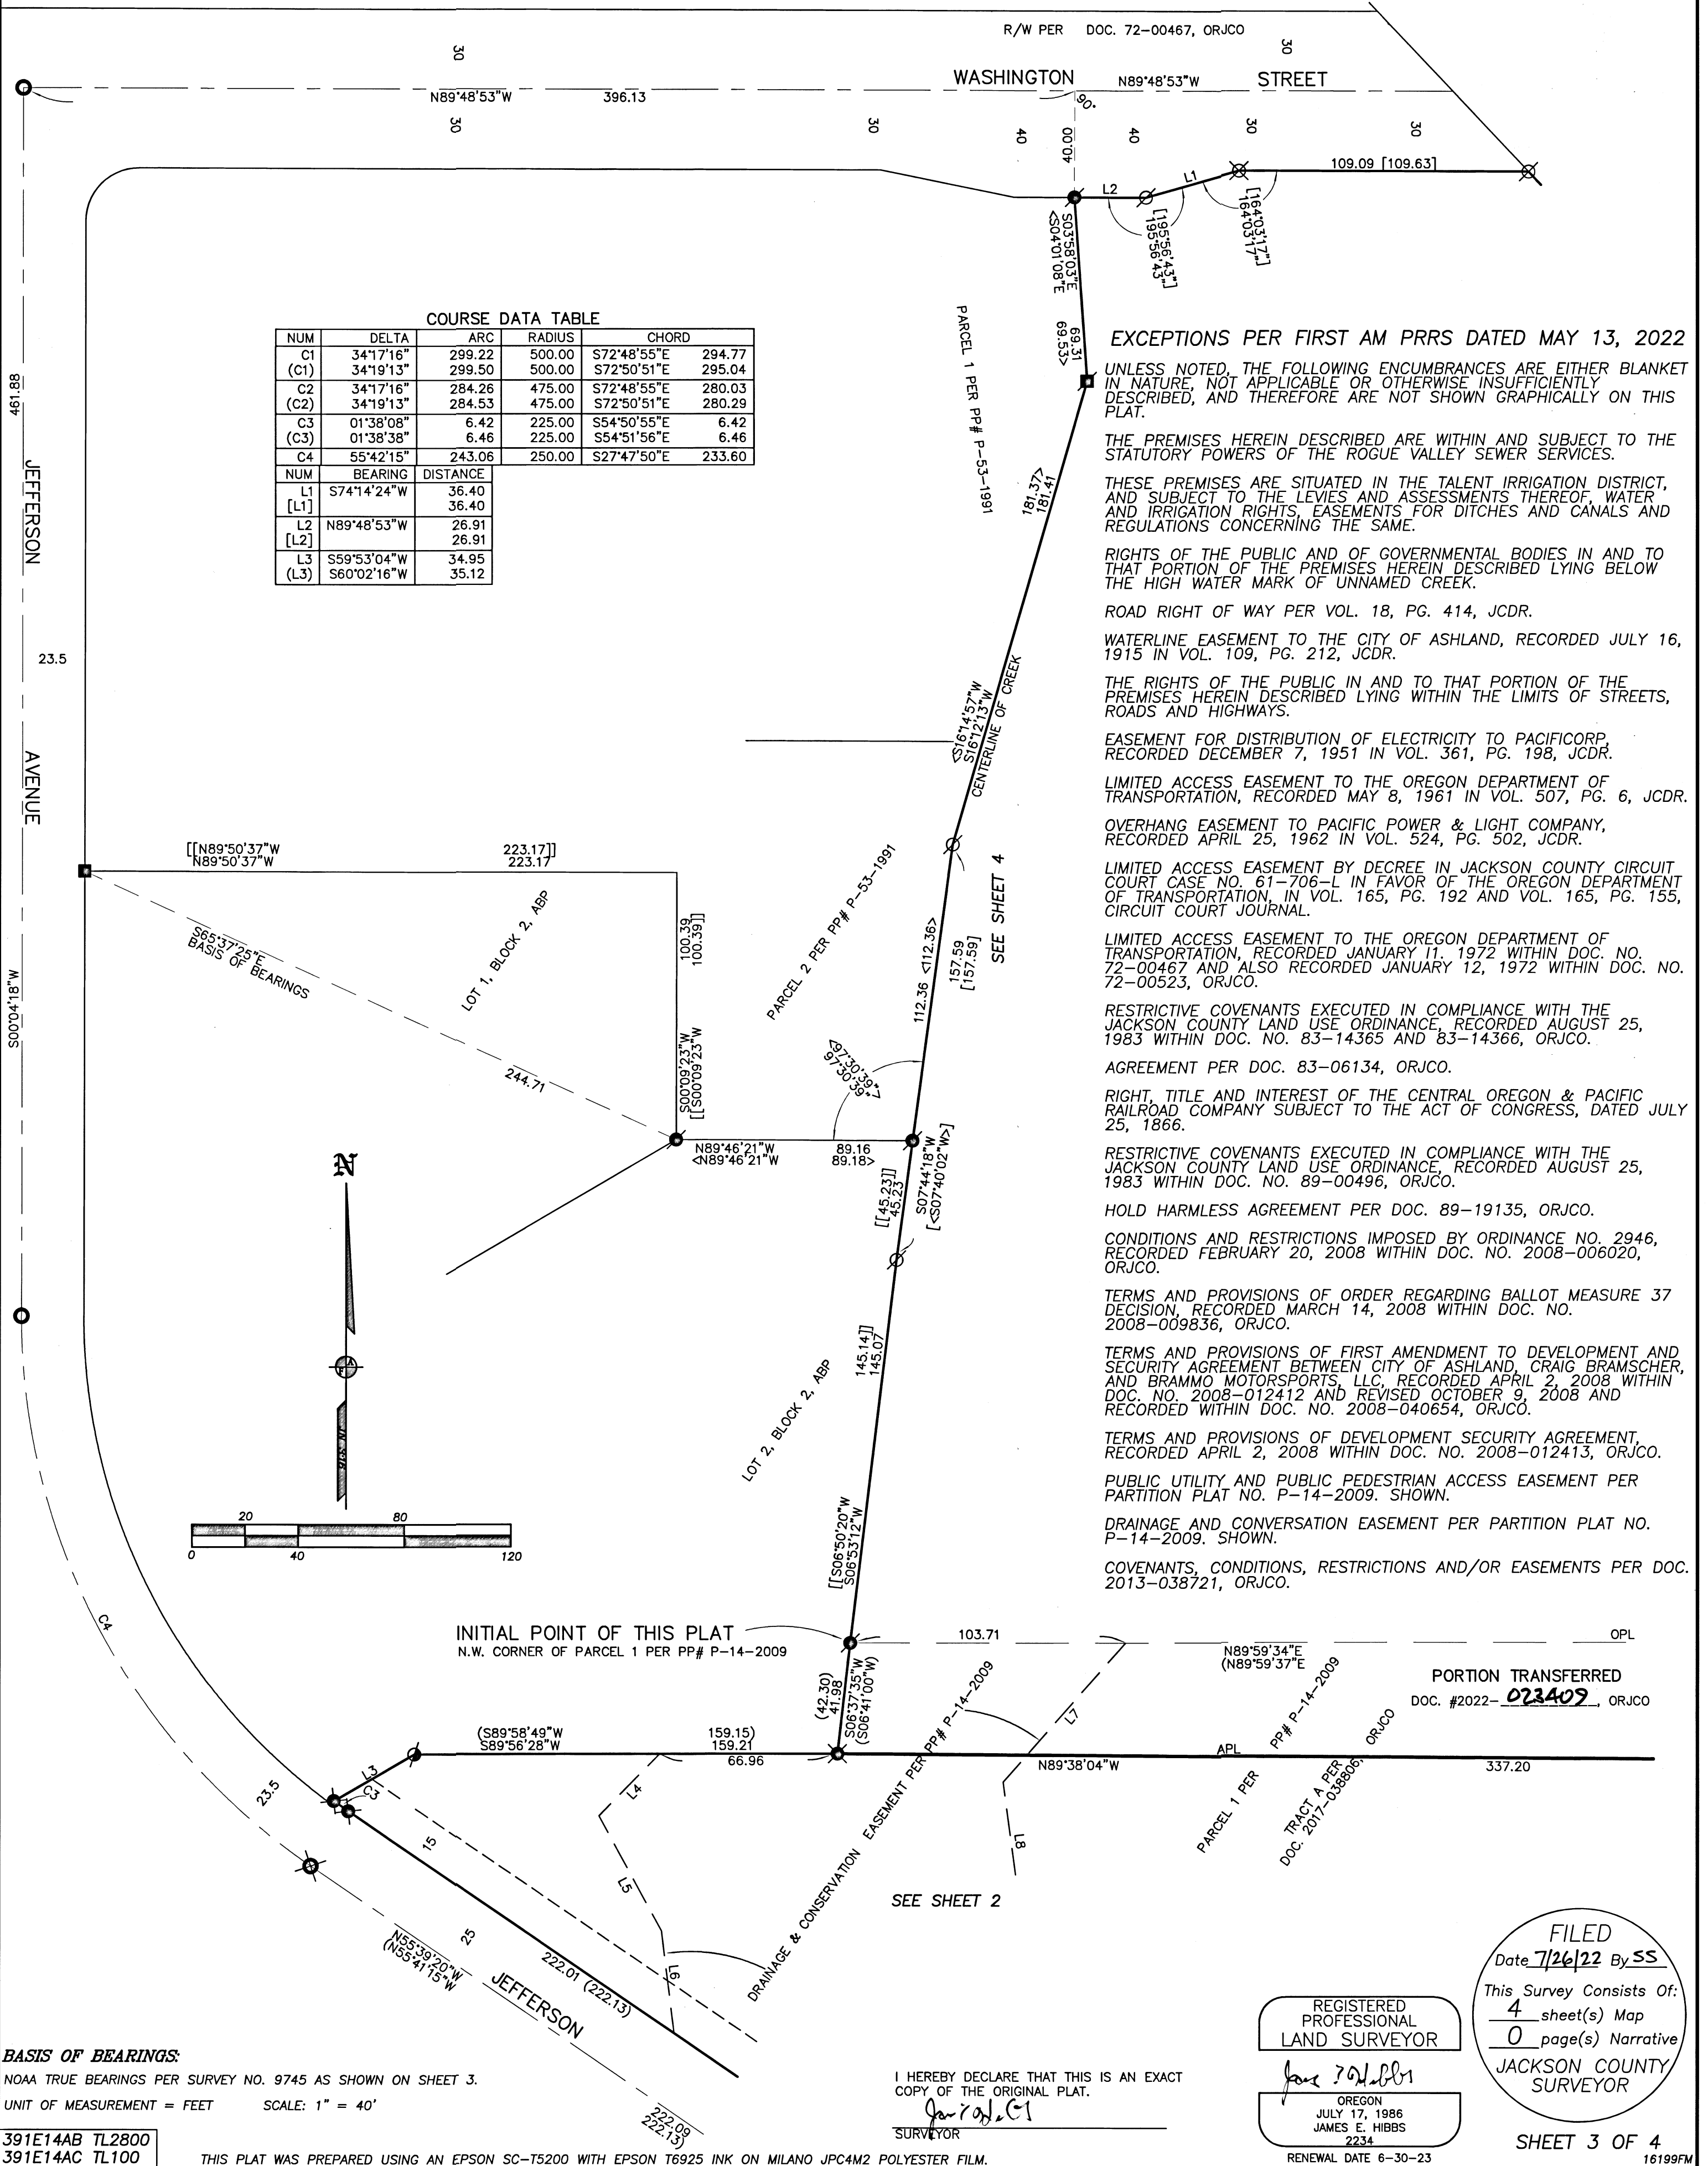 R/W PER DOC. 72-00467, ORJCO
30
30
WASHINGTON N89°48'53"W STREET
N89°48'53"W 396.13
90°
30
30
40
40.00
40
30
30
109.09 [109.63]
L2
L1
[164°03'17"]
164°03'17"
[195°56'43"]
195°56'43"
S03°58'03"E
<S04°01'08"E
69.31
69.53>
PARCEL 1 PER PP# P-53-1991
COURSE DATA TABLE
NUM DELTA ARC RADIUS CHORD
C1 34°17'16" 299.22 500.00 S72°48'55"E 294.77
(C1) 34°19'13" 299.50 500.00 S72°50'51"E 295.04
C2 34°17'16" 284.26 475.00 S72°48'55"E 280.03
(C2) 34°19'13" 284.53 475.00 S72°50'51"E 280.29
C3 01°38'08" 6.42 225.00 S54°50'55"E 6.42
(C3) 01°38'38" 6.46 225.00 S54°51'56"E 6.46
C4 55°42'15" 243.06 250.00 S27°47'50"E 233.60
NUM BEARING DISTANCE
L1 S74°14'24"W 36.40
[L1] 36.40
L2 N89°48'53"W 26.91
[L2] 26.91
L3 S59°53'04"W 34.95
(L3) S60°02'16"W 35.12
461.88
JEFFERSON
23.5
AVENUE
S00°04'18"W
181.37>
181.41
<S16°14'57"W
S16°12'13"W
CENTERLINE OF CREEK
[[N89°50'37"W 223.17]]
N89°50'37"W 223.17
S65°37'25"E
BASIS OF BEARINGS
244.71
LOT 1, BLOCK 2, ABP
100.39
100.39]]
S00°09'23"W
[[S00°09'23"W
PARCEL 2 PER PP# P-53-1991
112.36 <112.36>
157.59
[157.59]
SEE SHEET 4
<97°30'39">
97°30'39"
N89°46'21"W 89.16
<N89°46'21"W 89.18>
[[45.23]]
45.23
S07°44'18"W
[<S07°40'02"W>]
N
20 80
0 40 120
LOT 2, BLOCK 2, ABP
145.14]]
145.07
[[S06°50'20"W
S06°53'12"W
INITIAL POINT OF THIS PLAT
N.W. CORNER OF PARCEL 1 PER PP# P-14-2009
103.71
N89°59'34"E
(N89°59'37"E
OPL
PORTION TRANSFERRED
DOC. #2022-023409, ORJCO
(42.30)
41.98
S06°37'35"W
(S06°41'00"W)
(S89°58'49"W 159.15)
S89°56'28"W 159.21
66.96
APL
N89°38'04"W
337.20
C4
23.5
L3
C3
L4
L5
L6
L7
L8
15
25
DRAINAGE & CONSERVATION EASEMENT PER PP# P-14-2009
PARCEL 1 PER PP# P-14-2009
TRACT A PER
DOC. 2017-038806, ORJCO
SEE SHEET 2
N55°39'20"W
(N55°41'15"W
JEFFERSON
222.01 (222.13)
222.09
222.13)
EXCEPTIONS PER FIRST AM PRRS DATED MAY 13, 2022
UNLESS NOTED, THE FOLLOWING ENCUMBRANCES ARE EITHER BLANKET
IN NATURE, NOT APPLICABLE OR OTHERWISE INSUFFICIENTLY
DESCRIBED, AND THEREFORE ARE NOT SHOWN GRAPHICALLY ON THIS
PLAT.
THE PREMISES HEREIN DESCRIBED ARE WITHIN AND SUBJECT TO THE
STATUTORY POWERS OF THE ROGUE VALLEY SEWER SERVICES.
THESE PREMISES ARE SITUATED IN THE TALENT IRRIGATION DISTRICT,
AND SUBJECT TO THE LEVIES AND ASSESSMENTS THEREOF, WATER
AND IRRIGATION RIGHTS, EASEMENTS FOR DITCHES AND CANALS AND
REGULATIONS CONCERNING THE SAME.
RIGHTS OF THE PUBLIC AND OF GOVERNMENTAL BODIES IN AND TO
THAT PORTION OF THE PREMISES HEREIN DESCRIBED LYING BELOW
THE HIGH WATER MARK OF UNNAMED CREEK.
ROAD RIGHT OF WAY PER VOL. 18, PG. 414, JCDR.
WATERLINE EASEMENT TO THE CITY OF ASHLAND, RECORDED JULY 16,
1915 IN VOL. 109, PG. 212, JCDR.
THE RIGHTS OF THE PUBLIC IN AND TO THAT PORTION OF THE
PREMISES HEREIN DESCRIBED LYING WITHIN THE LIMITS OF STREETS,
ROADS AND HIGHWAYS.
EASEMENT FOR DISTRIBUTION OF ELECTRICITY TO PACIFICORP,
RECORDED DECEMBER 7, 1951 IN VOL. 361, PG. 198, JCDR.
LIMITED ACCESS EASEMENT TO THE OREGON DEPARTMENT OF
TRANSPORTATION, RECORDED MAY 8, 1961 IN VOL. 507, PG. 6, JCDR.
OVERHANG EASEMENT TO PACIFIC POWER & LIGHT COMPANY,
RECORDED APRIL 25, 1962 IN VOL. 524, PG. 502, JCDR.
LIMITED ACCESS EASEMENT BY DECREE IN JACKSON COUNTY CIRCUIT
COURT CASE NO. 61-706-L IN FAVOR OF THE OREGON DEPARTMENT
OF TRANSPORTATION, IN VOL. 165, PG. 192 AND VOL. 165, PG. 155,
CIRCUIT COURT JOURNAL.
LIMITED ACCESS EASEMENT TO THE OREGON DEPARTMENT OF
TRANSPORTATION, RECORDED JANUARY 11. 1972 WITHIN DOC. NO.
72-00467 AND ALSO RECORDED JANUARY 12, 1972 WITHIN DOC. NO.
72-00523, ORJCO.
RESTRICTIVE COVENANTS EXECUTED IN COMPLIANCE WITH THE
JACKSON COUNTY LAND USE ORDINANCE, RECORDED AUGUST 25,
1983 WITHIN DOC. NO. 83-14365 AND 83-14366, ORJCO.
AGREEMENT PER DOC. 83-06134, ORJCO.
RIGHT, TITLE AND INTEREST OF THE CENTRAL OREGON & PACIFIC
RAILROAD COMPANY SUBJECT TO THE ACT OF CONGRESS, DATED JULY
25, 1866.
RESTRICTIVE COVENANTS EXECUTED IN COMPLIANCE WITH THE
JACKSON COUNTY LAND USE ORDINANCE, RECORDED AUGUST 25,
1983 WITHIN DOC. NO. 89-00496, ORJCO.
HOLD HARMLESS AGREEMENT PER DOC. 89-19135, ORJCO.
CONDITIONS AND RESTRICTIONS IMPOSED BY ORDINANCE NO. 2946,
RECORDED FEBRUARY 20, 2008 WITHIN DOC. NO. 2008-006020,
ORJCO.
TERMS AND PROVISIONS OF ORDER REGARDING BALLOT MEASURE 37
DECISION, RECORDED MARCH 14, 2008 WITHIN DOC. NO.
2008-009836, ORJCO.
TERMS AND PROVISIONS OF FIRST AMENDMENT TO DEVELOPMENT AND
SECURITY AGREEMENT BETWEEN CITY OF ASHLAND, CRAIG BRAMSCHER,
AND BRAMMO MOTORSPORTS, LLC, RECORDED APRIL 2, 2008 WITHIN
DOC. NO. 2008-012412 AND REVISED OCTOBER 9, 2008 AND
RECORDED WITHIN DOC. NO. 2008-040654, ORJCO.
TERMS AND PROVISIONS OF DEVELOPMENT SECURITY AGREEMENT,
RECORDED APRIL 2, 2008 WITHIN DOC. NO. 2008-012413, ORJCO.
PUBLIC UTILITY AND PUBLIC PEDESTRIAN ACCESS EASEMENT PER
PARTITION PLAT NO. P-14-2009. SHOWN.
DRAINAGE AND CONVERSATION EASEMENT PER PARTITION PLAT NO.
P-14-2009. SHOWN.
COVENANTS, CONDITIONS, RESTRICTIONS AND/OR EASEMENTS PER DOC.
2013-038721, ORJCO.
BASIS OF BEARINGS:
NOAA TRUE BEARINGS PER SURVEY NO. 9745 AS SHOWN ON SHEET 3.
UNIT OF MEASUREMENT = FEET SCALE: 1" = 40'
391E14AB TL2800
391E14AC TL100
THIS PLAT WAS PREPARED USING AN EPSON SC-T5200 WITH EPSON T6925 INK ON MILANO JPC4M2 POLYESTER FILM.
I HEREBY DECLARE THAT THIS IS AN EXACT
COPY OF THE ORIGINAL PLAT.
SURVEYOR
REGISTERED
PROFESSIONAL
LAND SURVEYOR
OREGON
JULY 17, 1986
JAMES E. HIBBS
2234
RENEWAL DATE 6-30-23
FILED
Date 7/26/22 By SS
This Survey Consists Of:
4 sheet(s) Map
0 page(s) Narrative
JACKSON COUNTY
SURVEYOR
SHEET 3 OF 4
16199FM